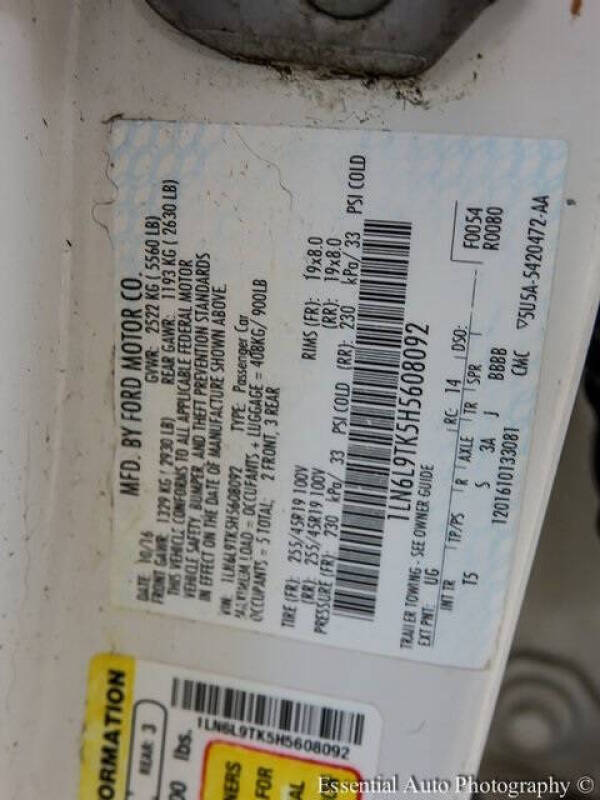 MFD. BY FORD MOTOR CO.
DATE: 10/16 GVWR: 2522 KG ( 5560 LB)
FRONT GAWR: 1329 KG ( 2930 LB) REAR GAWR: 1193 KG ( 2630 LB)
THIS VEHICLE CONFORMS TO ALL APPLICABLE FEDERAL MOTOR
VEHICLE SAFETY, BUMPER, AND THEFT PREVENTION STANDARDS
IN EFFECT ON THE DATE OF MANUFACTURE SHOWN ABOVE.
VIN: 1LN6L9TK5H5608092 TYPE: Passenger Car
MAXIMUM LOAD = OCCUPANTS + LUGGAGE = 408KG/ 900LB
OCCUPANTS = 5 TOTAL: 2 FRONT, 3 REAR
TIRE (FR): 255/45R19 100V RIMS (FR): 19x8.0
(RR): 255/45R19 100V (RR): 19x8.0
PRESSURE (FR): 230 kPa/ 33 PSI COLD (RR): 230 kPa/ 33 PSI COLD
1LN6L9TK5H5608092
TRAILER TOWING - SEE OWNER GUIDE
EXT PNT: UG RC: 14 DSO: F0054
R0080
INT TR TP/PS R AXLE TR SPR
T5 S 3A J BBBB
1201610133081 CMC ▽5U5A-5420472-AA
ORMATION
REAR: 3
00 lbs.
1LN6L9TK5H5608092
NERS
FOR
AL
Essential Auto Photography ©